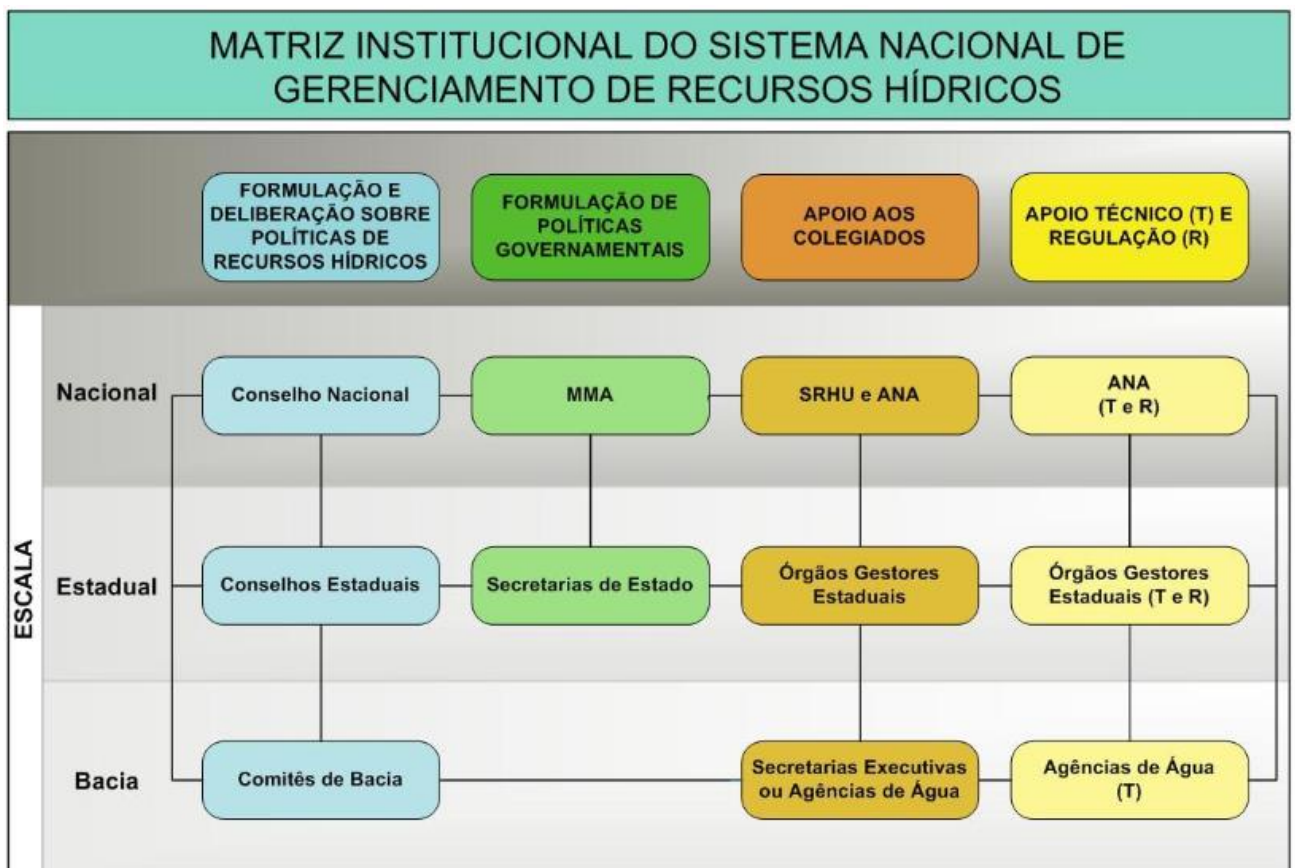 MATRIZ INSTITUCIONAL DO SISTEMA NACIONAL DE
GERENCIAMENTO DE RECURSOS HÍDRICOS
FORMULAÇÃO E
DELIBERAÇÃO SOBRE
POLÍTICAS DE
RECURSOS HÍDRICOS
FORMULAÇÃO DE
POLÍTICAS
GOVERNAMENTAIS
APOIO AOS
COLEGIADOS
APOIO TÉCNICO (T) E
REGULAÇÃO (R)
ESCALA
Nacional
Conselho Nacional
MMA
SRHU e ANA
ANA
(T e R)
Estadual
Conselhos Estaduais
Secretarias de Estado
Órgãos Gestores
Estaduais
Órgãos Gestores
Estaduais (T e R)
Bacia
Comitês de Bacia
Secretarias Executivas
ou Agências de Água
Agências de Água
(T)